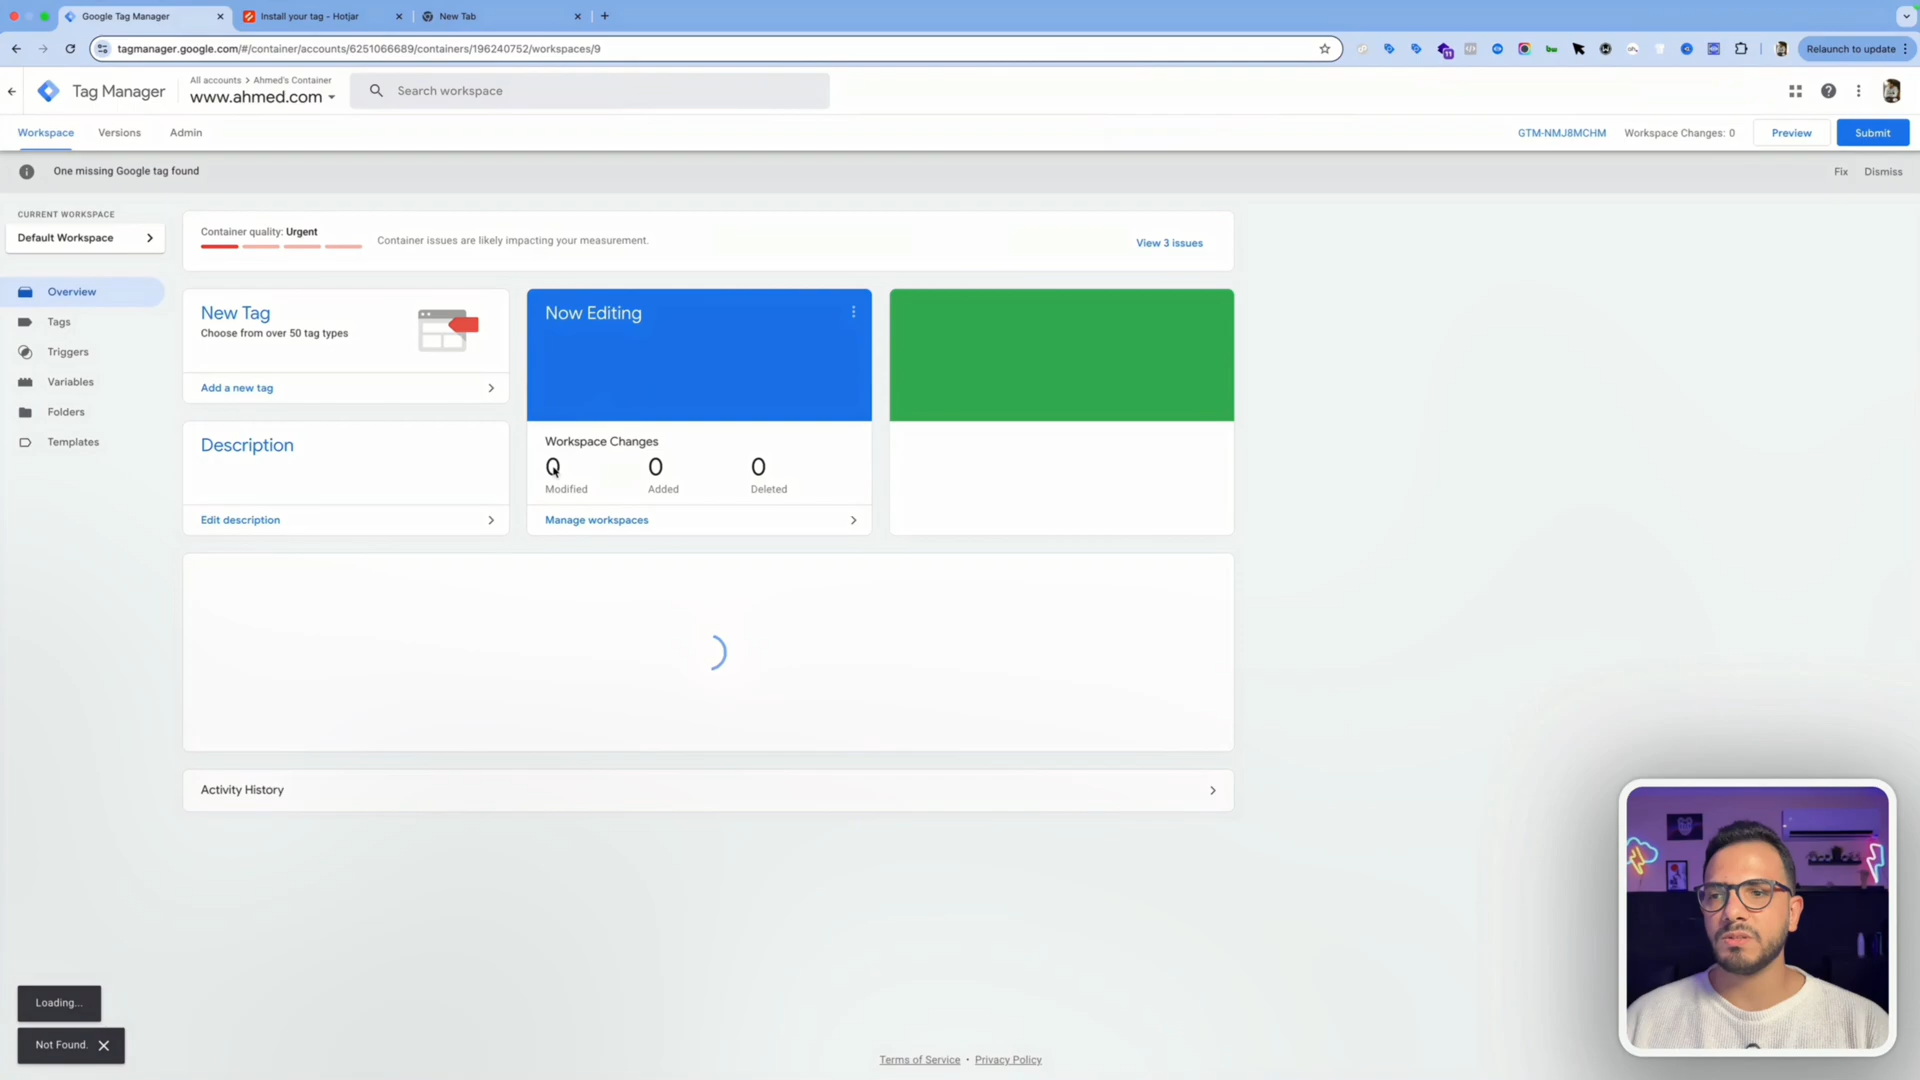 Google Tag Manager
Install your tag - Hotjar
New Tab
tagmanager.google.com/#/container/accounts/6251066689/containers/196240752/workspaces/9
Relaunch to update
Tag Manager
All accounts > Ahmed's Container
www.ahmed.com
Search workspace
Workspace
Versions
Admin
GTM-NMJ8MCHM
Workspace Changes: 0
Preview
Submit
One missing Google tag found
Fix
Dismiss
CURRENT WORKSPACE
Default Workspace
Overview
Tags
Triggers
Variables
Folders
Templates
Container quality: Urgent
Container issues are likely impacting your measurement.
View 3 issues
New Tag
Choose from over 50 tag types
Add a new tag
Description
Edit description
Now Editing
Workspace Changes
0 0 0
Modified Added Deleted
Manage workspaces
Activity History
Loading...
Not Found.
Terms of Service • Privacy Policy